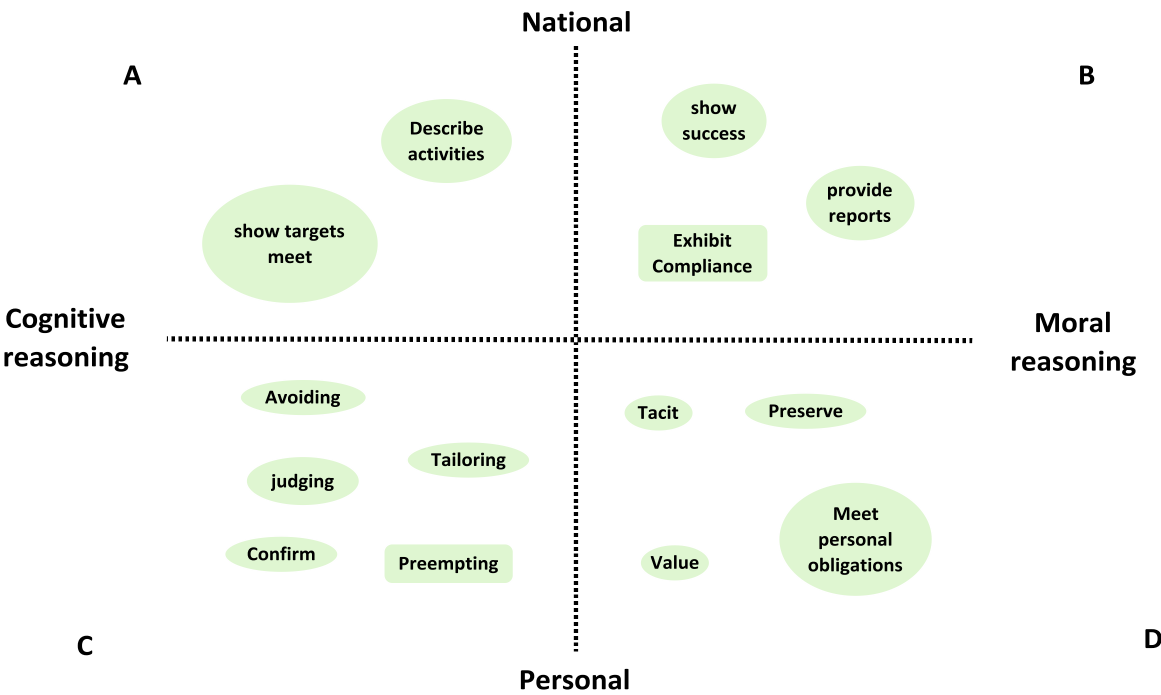 National
A
B
Describe
activities
show
success
show targets
meet
provide
reports
Exhibit
Compliance
Cognitive
reasoning
Moral
reasoning
Avoiding
Tailoring
judging
Confirm
Preempting
Tacit
Preserve
Meet
personal
obligations
Value
C
D
Personal